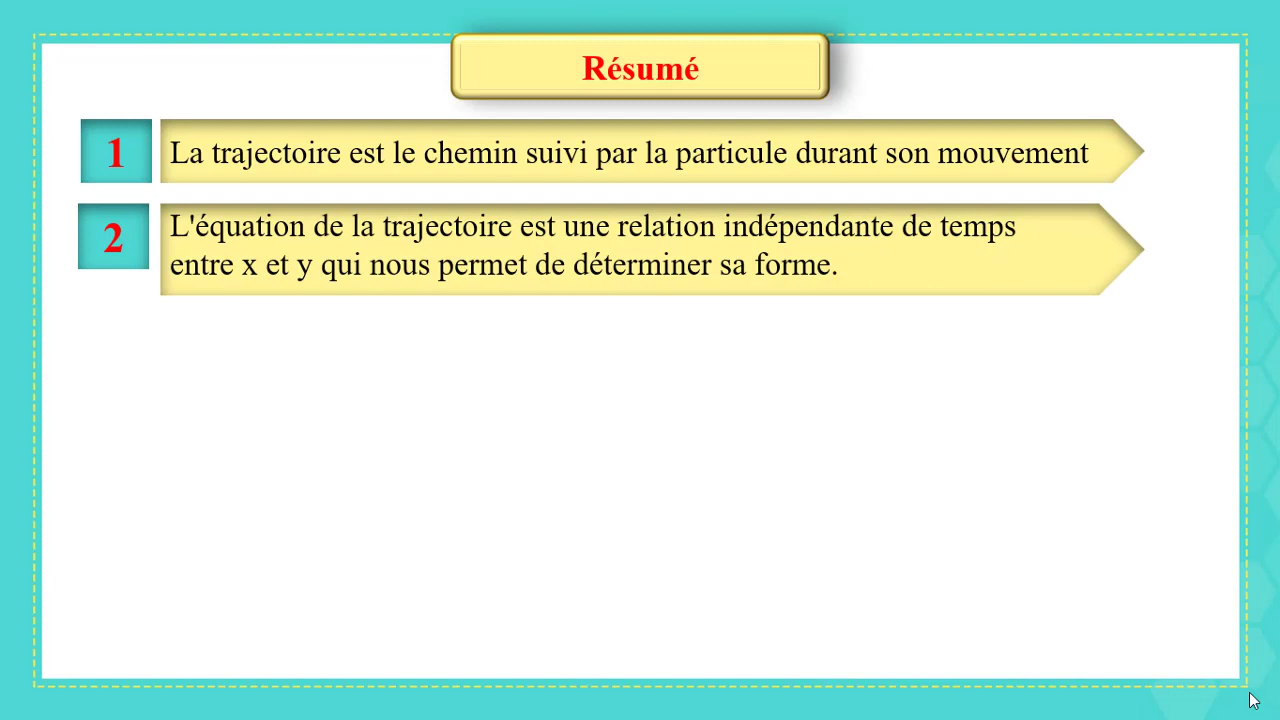 Résumé
1
La trajectoire est le chemin suivi par la particule durant son mouvement
2
L'équation de la trajectoire est une relation indépendante de temps
entre x et y qui nous permet de déterminer sa forme.